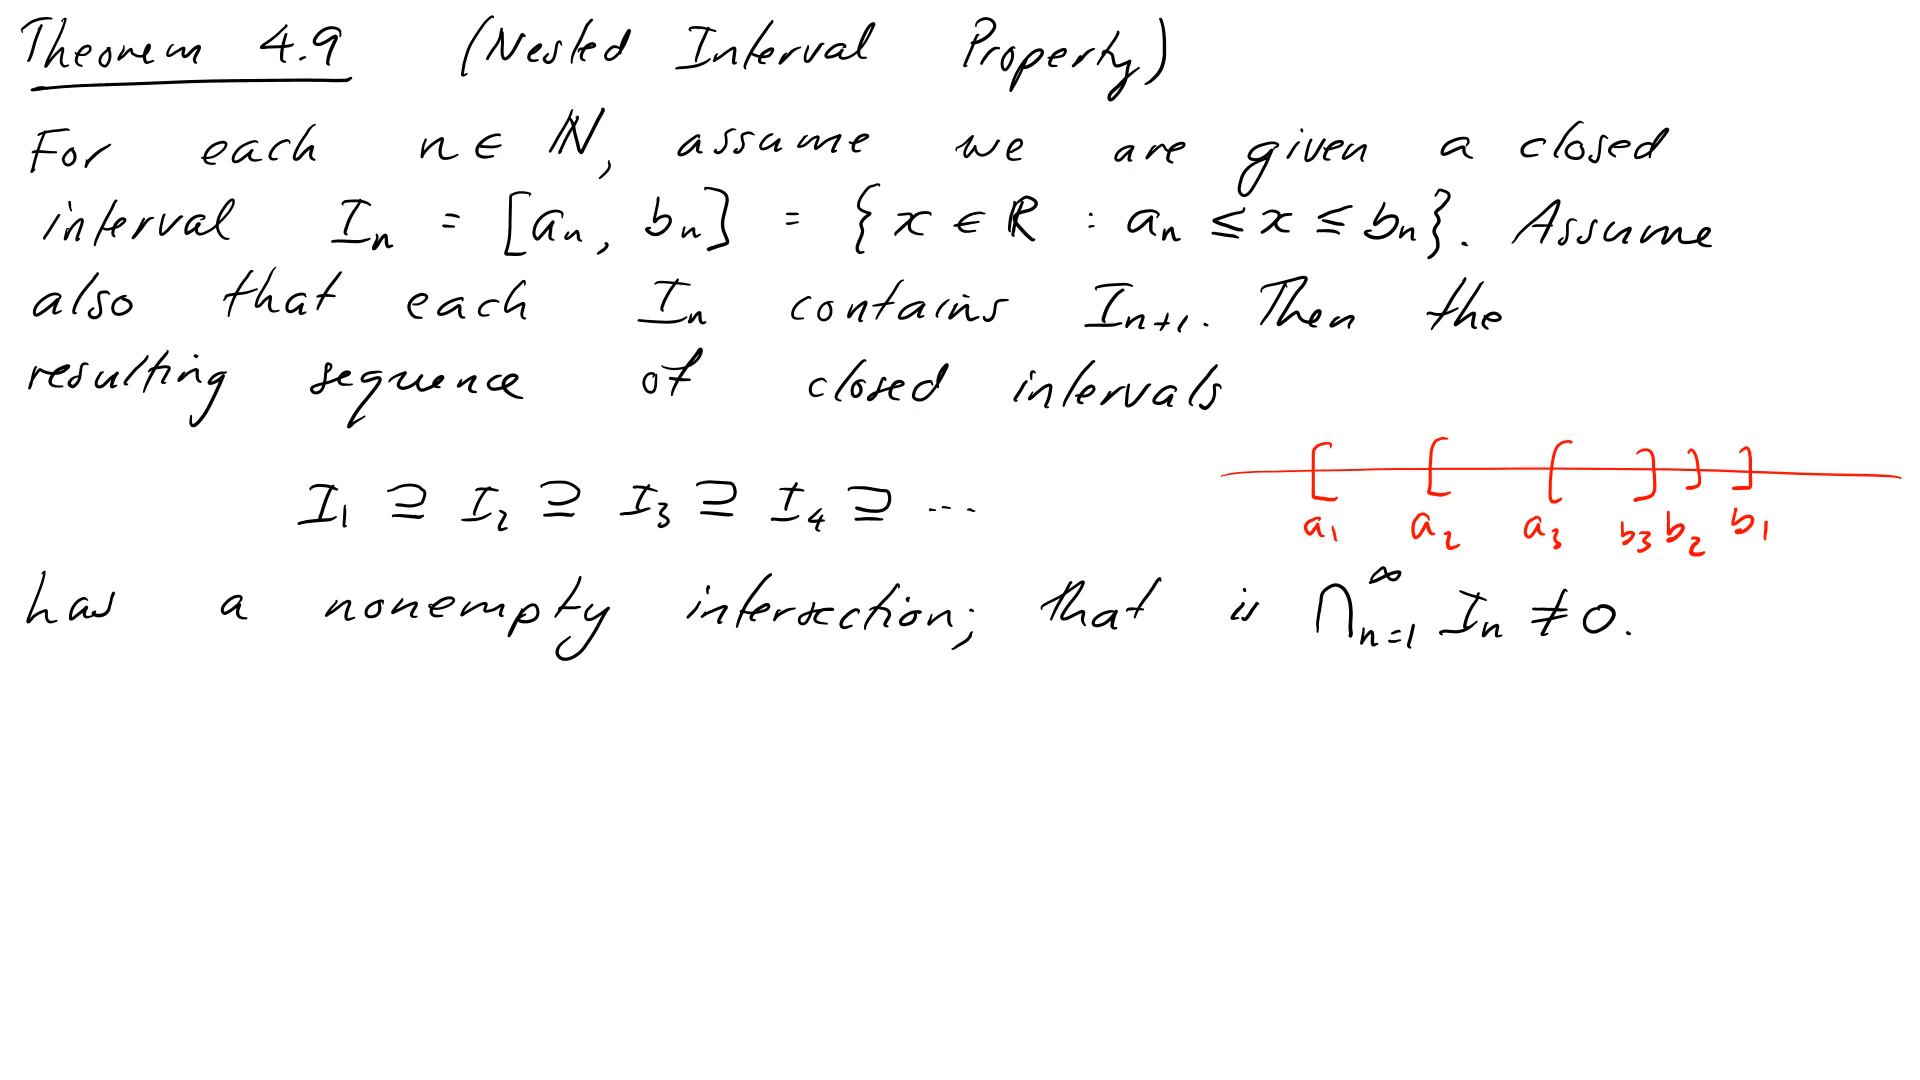 Theorem 4.9 (Nested Interval Property)
For each n ∈ ℕ, assume we are given a closed
interval Iₙ = [aₙ, bₙ] = {x ∈ ℝ : aₙ ≤ x ≤ bₙ}. Assume
also that each Iₙ contains Iₙ₊₁. Then the
resulting sequence of closed intervals
I₁ ⊇ I₂ ⊇ I₃ ⊇ I₄ ⊇ ...
[ [ [ ] ] ]
a₁ a₂ a₃ b₃ b₂ b₁
has a nonempty intersection; that is ⋂ₙ₌₁^∞ Iₙ ≠ 0.